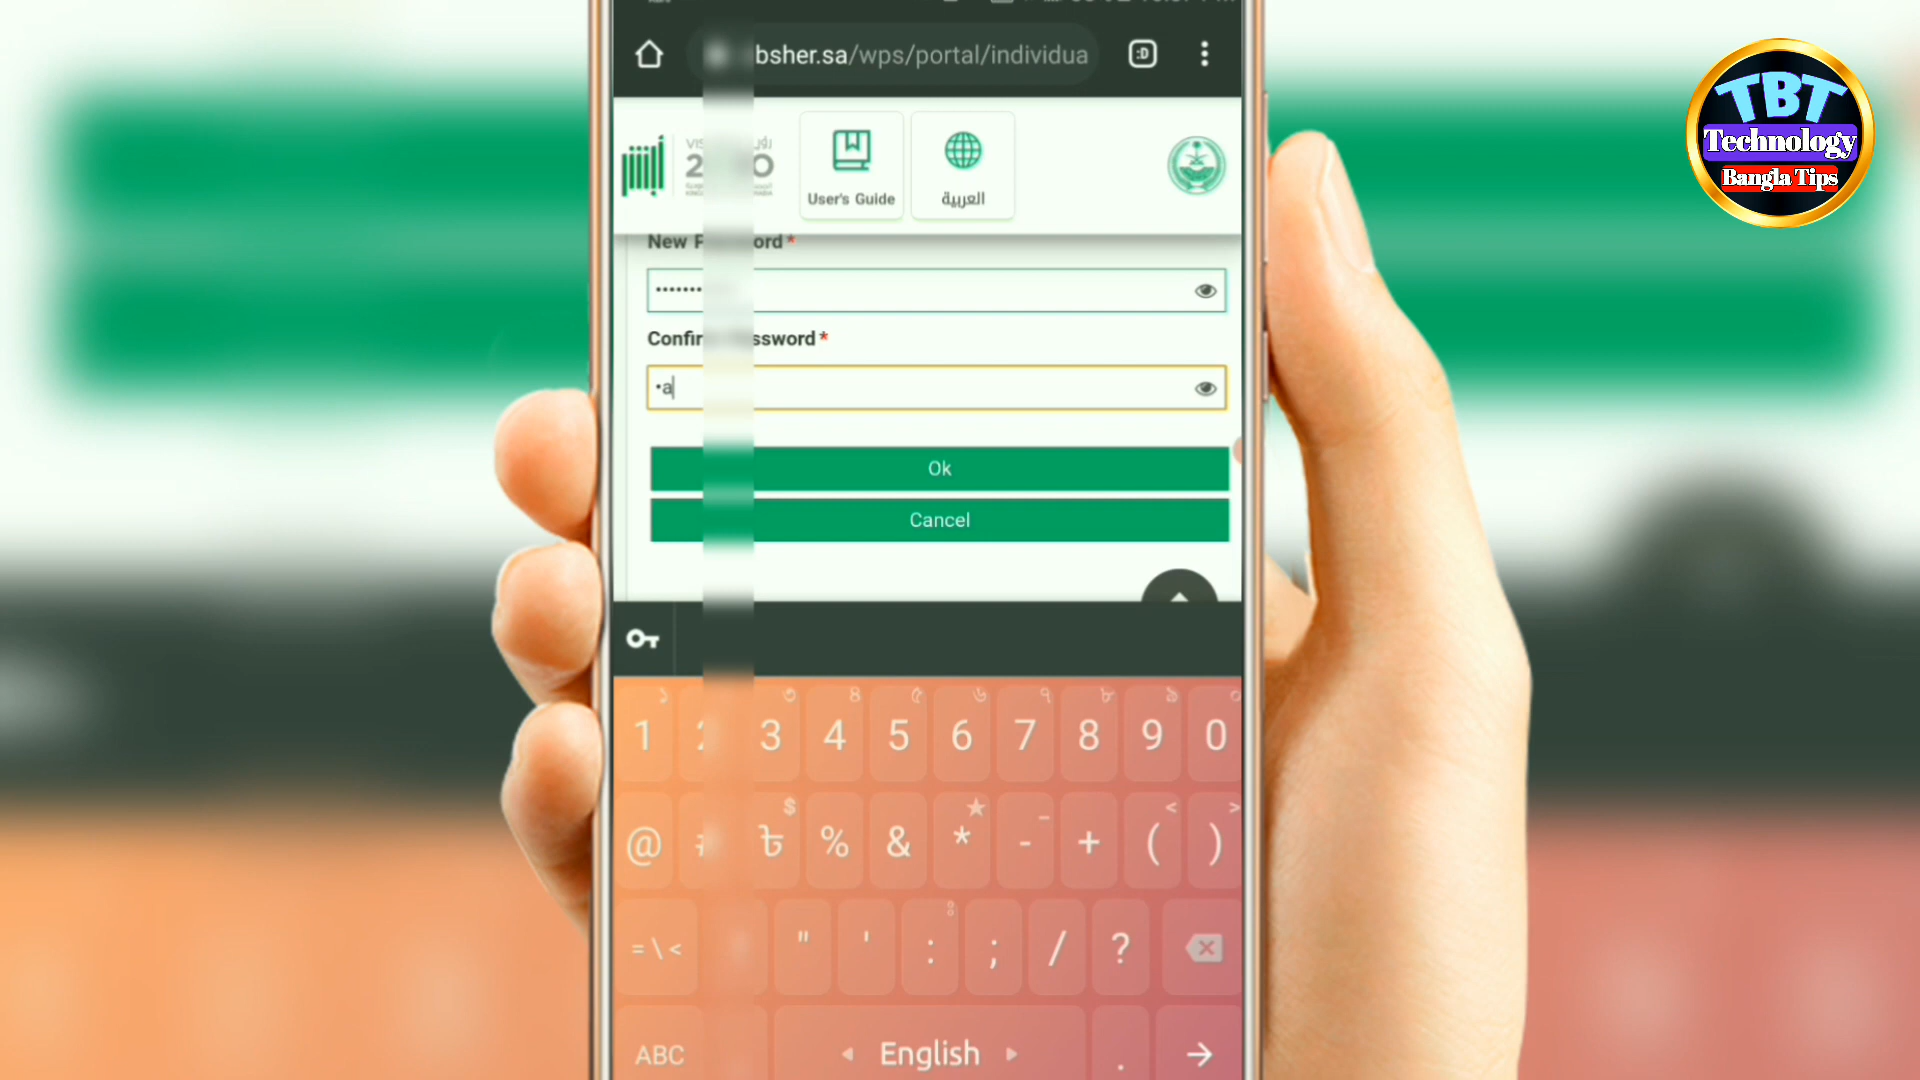 bsher.sa/wps/portal/individua
:D
User's Guide
العربية
New
Password *
••••••••
Confirm Password *
•a
Ok
Cancel
1 2 3 4 5 6 7 8 9 0
@ # ৳ % & * - + ( )
= \ <
" ' : ; / ?
ABC
English
.
TBT
Technology
Bangla Tips